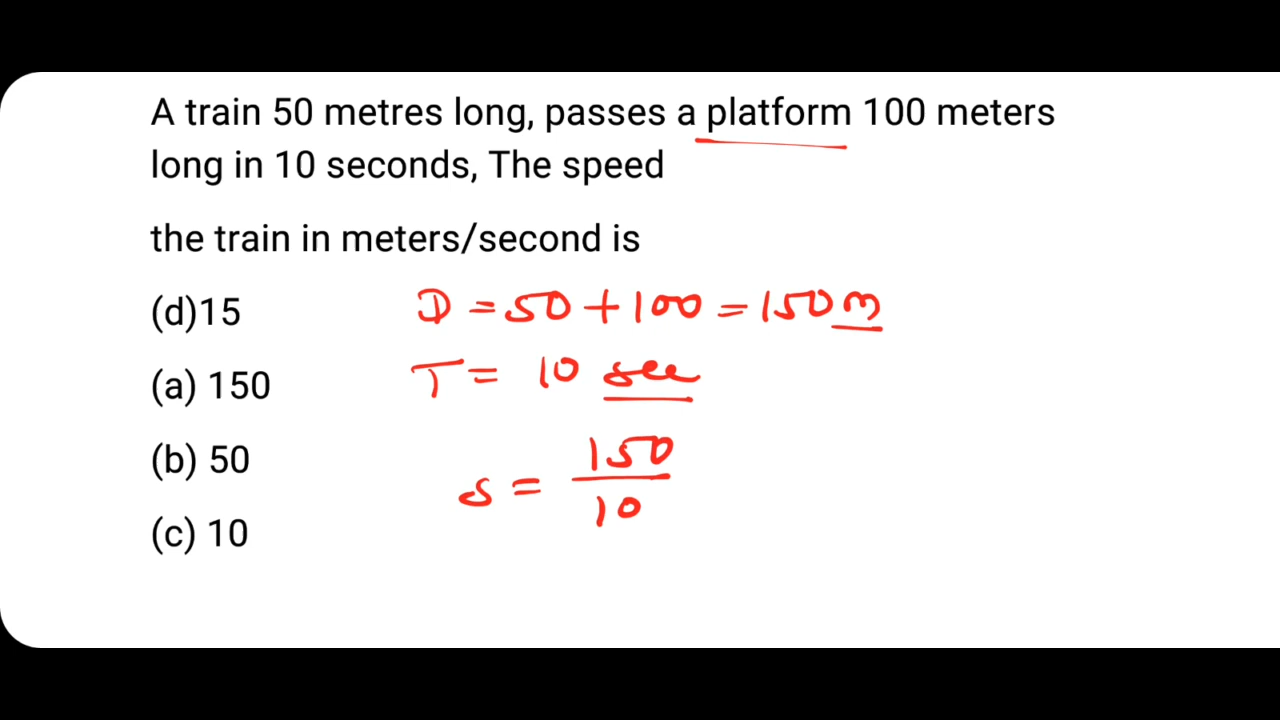 A train 50 metres long, passes a platform 100 meters
long in 10 seconds, The speed
the train in meters/second is
(d)15
D = 50 + 100 = 150 m
(a) 150
T = 10 sec
(b) 50
s = 150/10
(c) 10